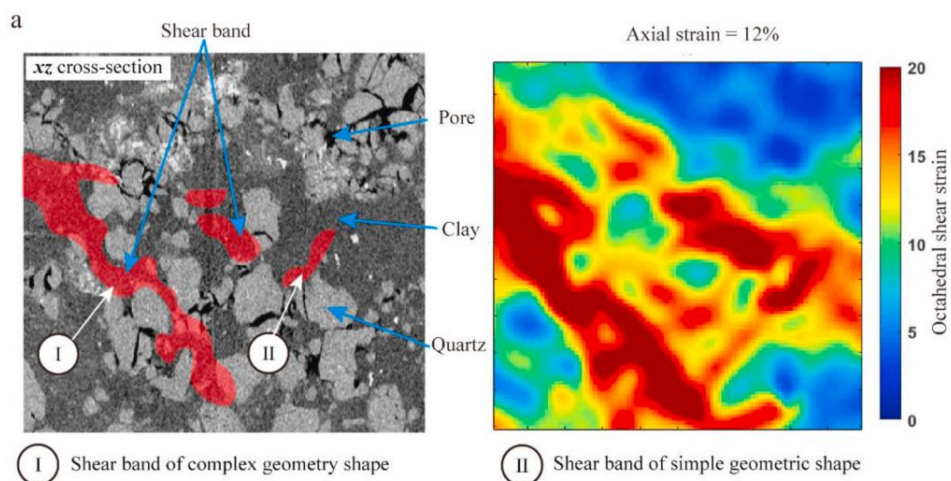 a
Shear band
Axial strain = 12%
xz cross-section
Pore
Clay
Quartz
I
II
20
15
10
5
0
Octahedral shear strain
I Shear band of complex geometry shape
II Shear band of simple geometric shape